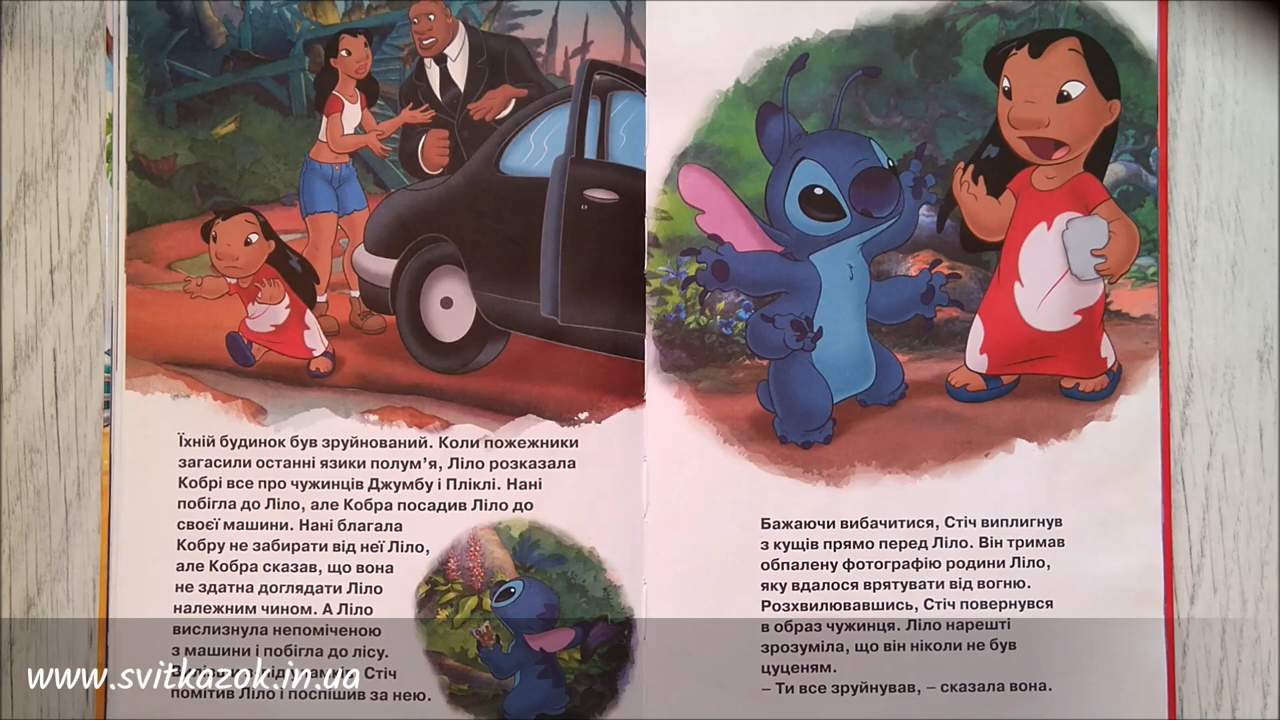 Їхній будинок був зруйнований. Коли пожежники
загасили останні язики полум'я, Ліло розказала
Кобрі все про чужинців Джумбу і Пліклі. Нані
побігла до Ліло, але Кобра посадив Ліло до
своєї машини. Нані благала
Кобру не забирати від неї Ліло,
але Кобра сказав, що вона
не здатна доглядати Ліло
належним чином. А Ліло
вислизнула непоміченою
з машини і побігла до лісу.
Стіч
помітив Ліло і поспішив за нею.
www.svitkazok.in.ua
Бажаючи вибачитися, Стіч виплигнув
з кущів прямо перед Ліло. Він тримав
обпалену фотографію родини Ліло,
яку вдалося врятувати від вогню.
Розхвилювавшись, Стіч повернувся
в образ чужинця. Ліло нарешті
зрозуміла, що він ніколи не був
цуценям.
– Ти все зруйнував, – сказала вона.